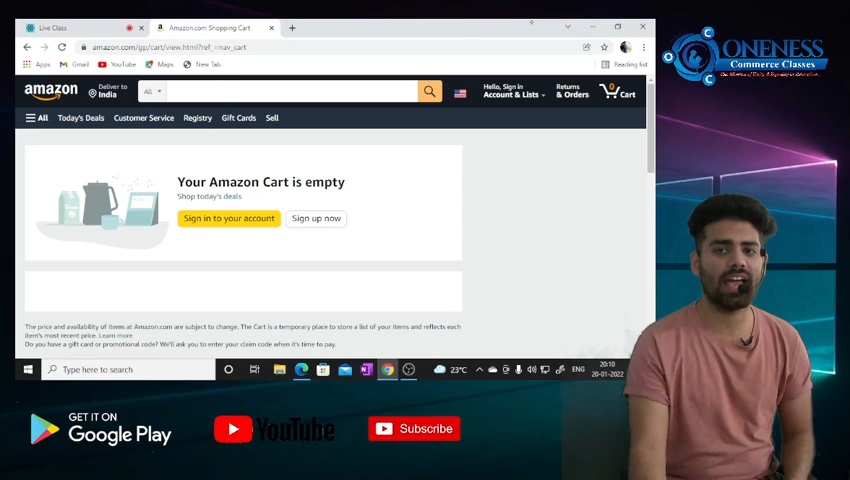 Live Class
Amazon.com Shopping Cart
amazon.com/gp/cart/view.html?ref_=nav_cart
Apps Gmail YouTube Maps New Tab Reading list
amazon
Deliver to
India
All
Hello, Sign in
Account & Lists
Returns
& Orders
0
Cart
All Today's Deals Customer Service Registry Gift Cards Sell
Your Amazon Cart is empty
Shop today's deals
Sign in to your account Sign up now
The price and availability of items at Amazon.com are subject to change. The Cart is a temporary place to store a list of your items and reflects each
item's most recent price. Learn more
Do you have a gift card or promotional code? We'll ask you to enter your claim code when it's time to pay.
Type here to search
23°C
ENG
20:10
20-01-2022
ONENESS
Commerce Classes
GET IT ON
Google Play
YouTube
Subscribe